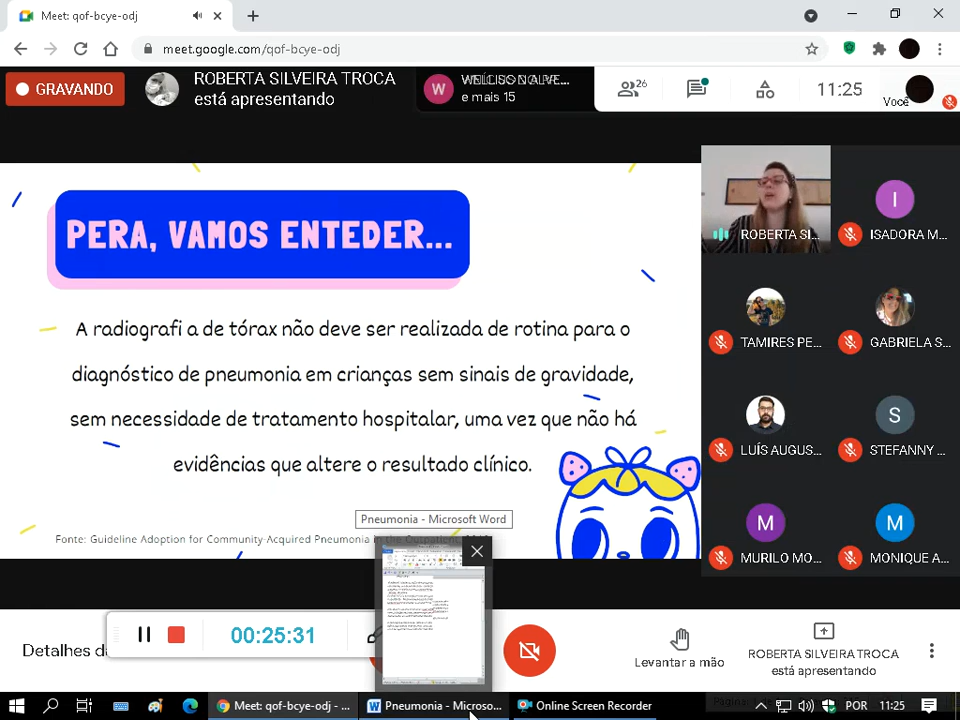 Meet: qof-bcye-odj
meet.google.com/qof-bcye-odj
GRAVANDO
ROBERTA SILVEIRA TROCA
está apresentando
W
e mais 15
26
11:25
Você
PERA, VAMOS ENTEDER...
A radiografi a de tórax não deve ser realizada de rotina para o
diagnóstico de pneumonia em crianças sem sinais de gravidade,
sem necessidade de tratamento hospitalar, uma vez que não há
evidências que altere o resultado clínico.
Fonte: Guideline Adoption for Community-Acquired Pneumonia in the Outpatient
ROBERTA SI...
I
ISADORA M...
TAMIRES PE...
GABRIELA S...
LUÍS AUGUS...
S
STEFANNY ...
M
MURILO MO...
M
MONIQUE A...
Pneumonia - Microsoft Word
Detalhes da
00:25:31
Levantar a mão
ROBERTA SILVEIRA TROCA
está apresentando
Meet: qof-bcye-odj - ...
Pneumonia - Microso...
Online Screen Recorder
POR
11:25